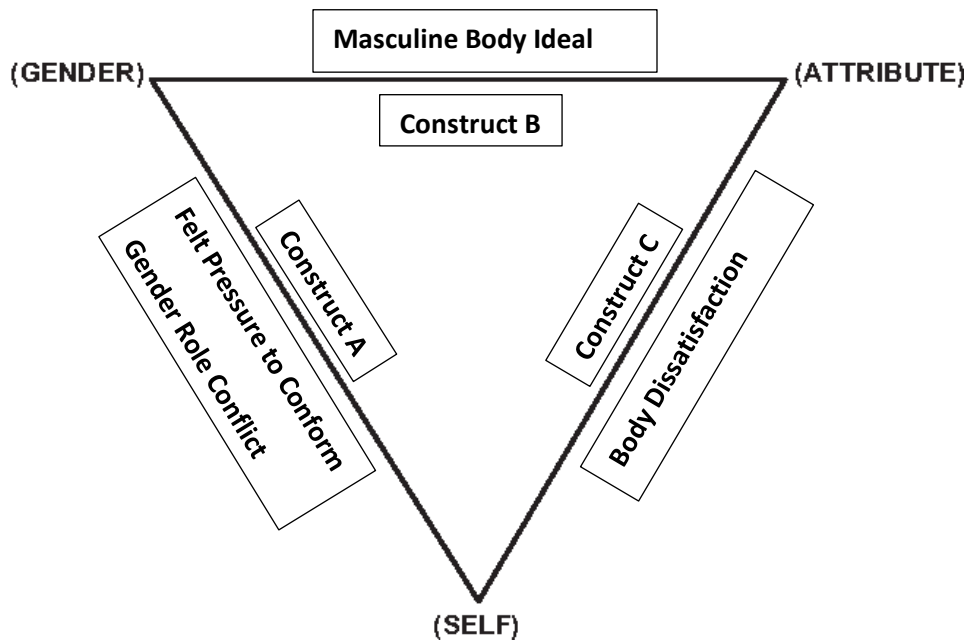 Masculine Body Ideal
(GENDER)
(ATTRIBUTE)
Construct B
Felt Pressure to Conform
Gender Role Conflict
Construct A
Construct C
Body Dissatisfaction
(SELF)